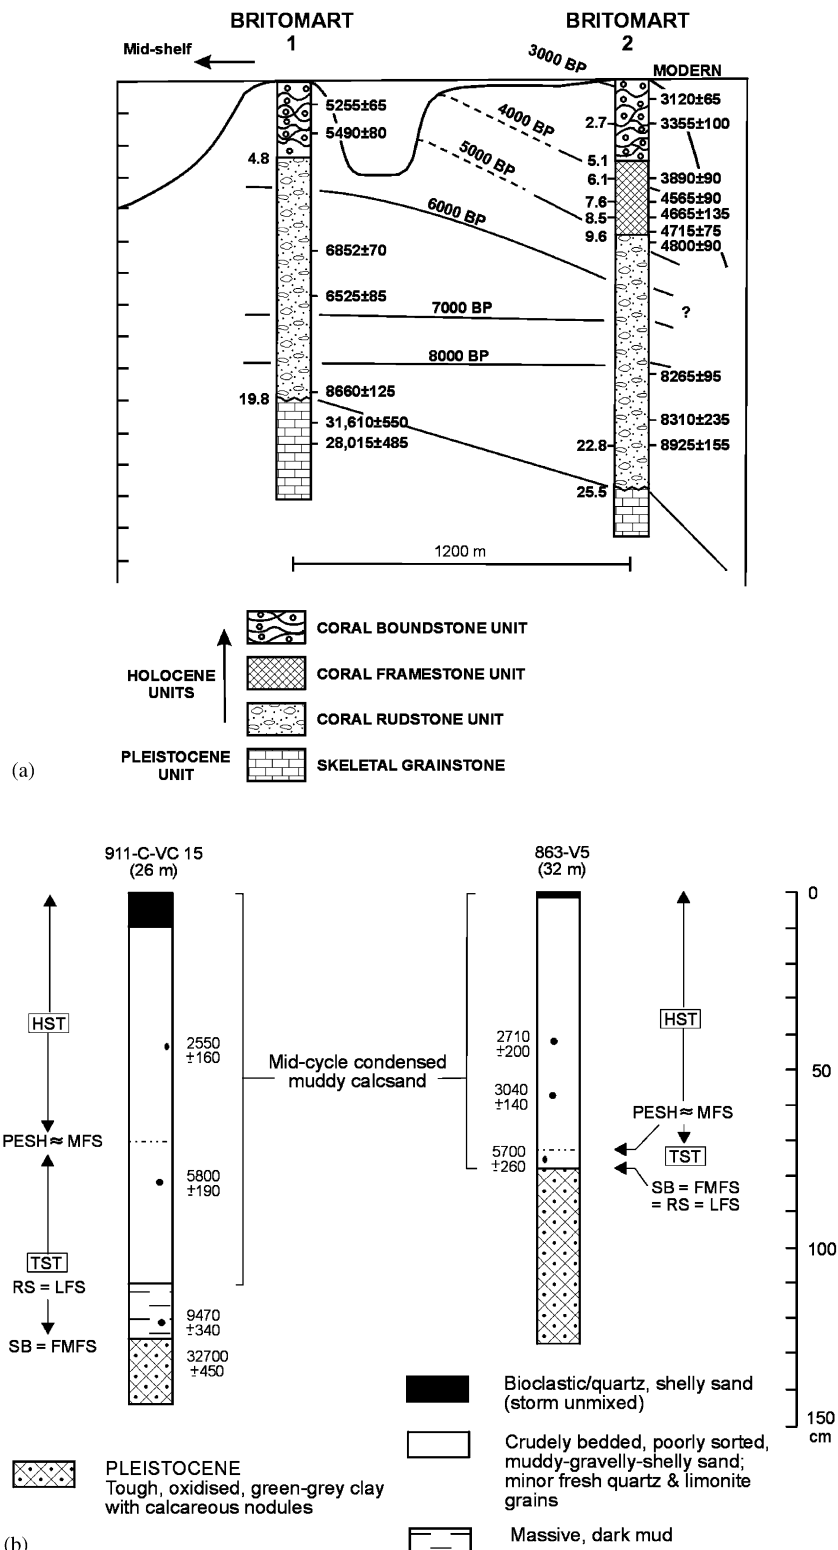 BRITOMART
1
BRITOMART
2
Mid-shelf
3000 BP
MODERN
5255±65
5490±80
4.8
4000 BP
5000 BP
6000 BP
2.7
5.1
6.1
7.6
8.5
9.6
3120±65
3355±100
3890±90
4565±90
4665±135
4715±75
4800±90
6852±70
6525±85
7000 BP
?
8000 BP
8265±95
8660±125
19.8
31,610±550
28,015±485
8310±235
22.8
8925±155
25.5
1200 m
HOLOCENE
UNITS
CORAL BOUNDSTONE UNIT
CORAL FRAMESTONE UNIT
CORAL RUDSTONE UNIT
PLEISTOCENE
UNIT
SKELETAL GRAINSTONE
(a)
911-C-VC 15
(26 m)
863-V5
(32 m)
HST
2550
±160
PESH ≈ MFS
5800
±190
TST
RS = LFS
9470
±340
SB = FMFS
32700
±450
Mid-cycle condensed
muddy calcsand
2710
±200
3040
±140
5700
±260
HST
PESH ≈ MFS
TST
SB = FMFS
= RS = LFS
0
50
100
150
cm
Bioclastic/quartz, shelly sand
(storm unmixed)
Crudely bedded, poorly sorted,
muddy-gravelly-shelly sand;
minor fresh quartz & limonite
grains
PLEISTOCENE
Tough, oxidised, green-grey clay
with calcareous nodules
Massive, dark mud
(b)